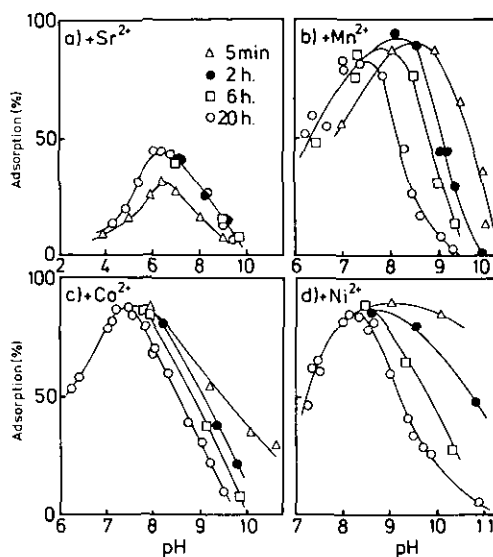 a) + Sr2+
△ 5 min
● 2 h.
□ 6 h.
○ 20 h.
b) + Mn2+
Adsorption (%)
100
50
0
2 4 6 8 10
6 7 8 9 10
c) + Ca2+
d) + Ni2+
Adsorption (%)
100
50
0
6 7 8 9 10
7 8 9 10 11
pH
pH